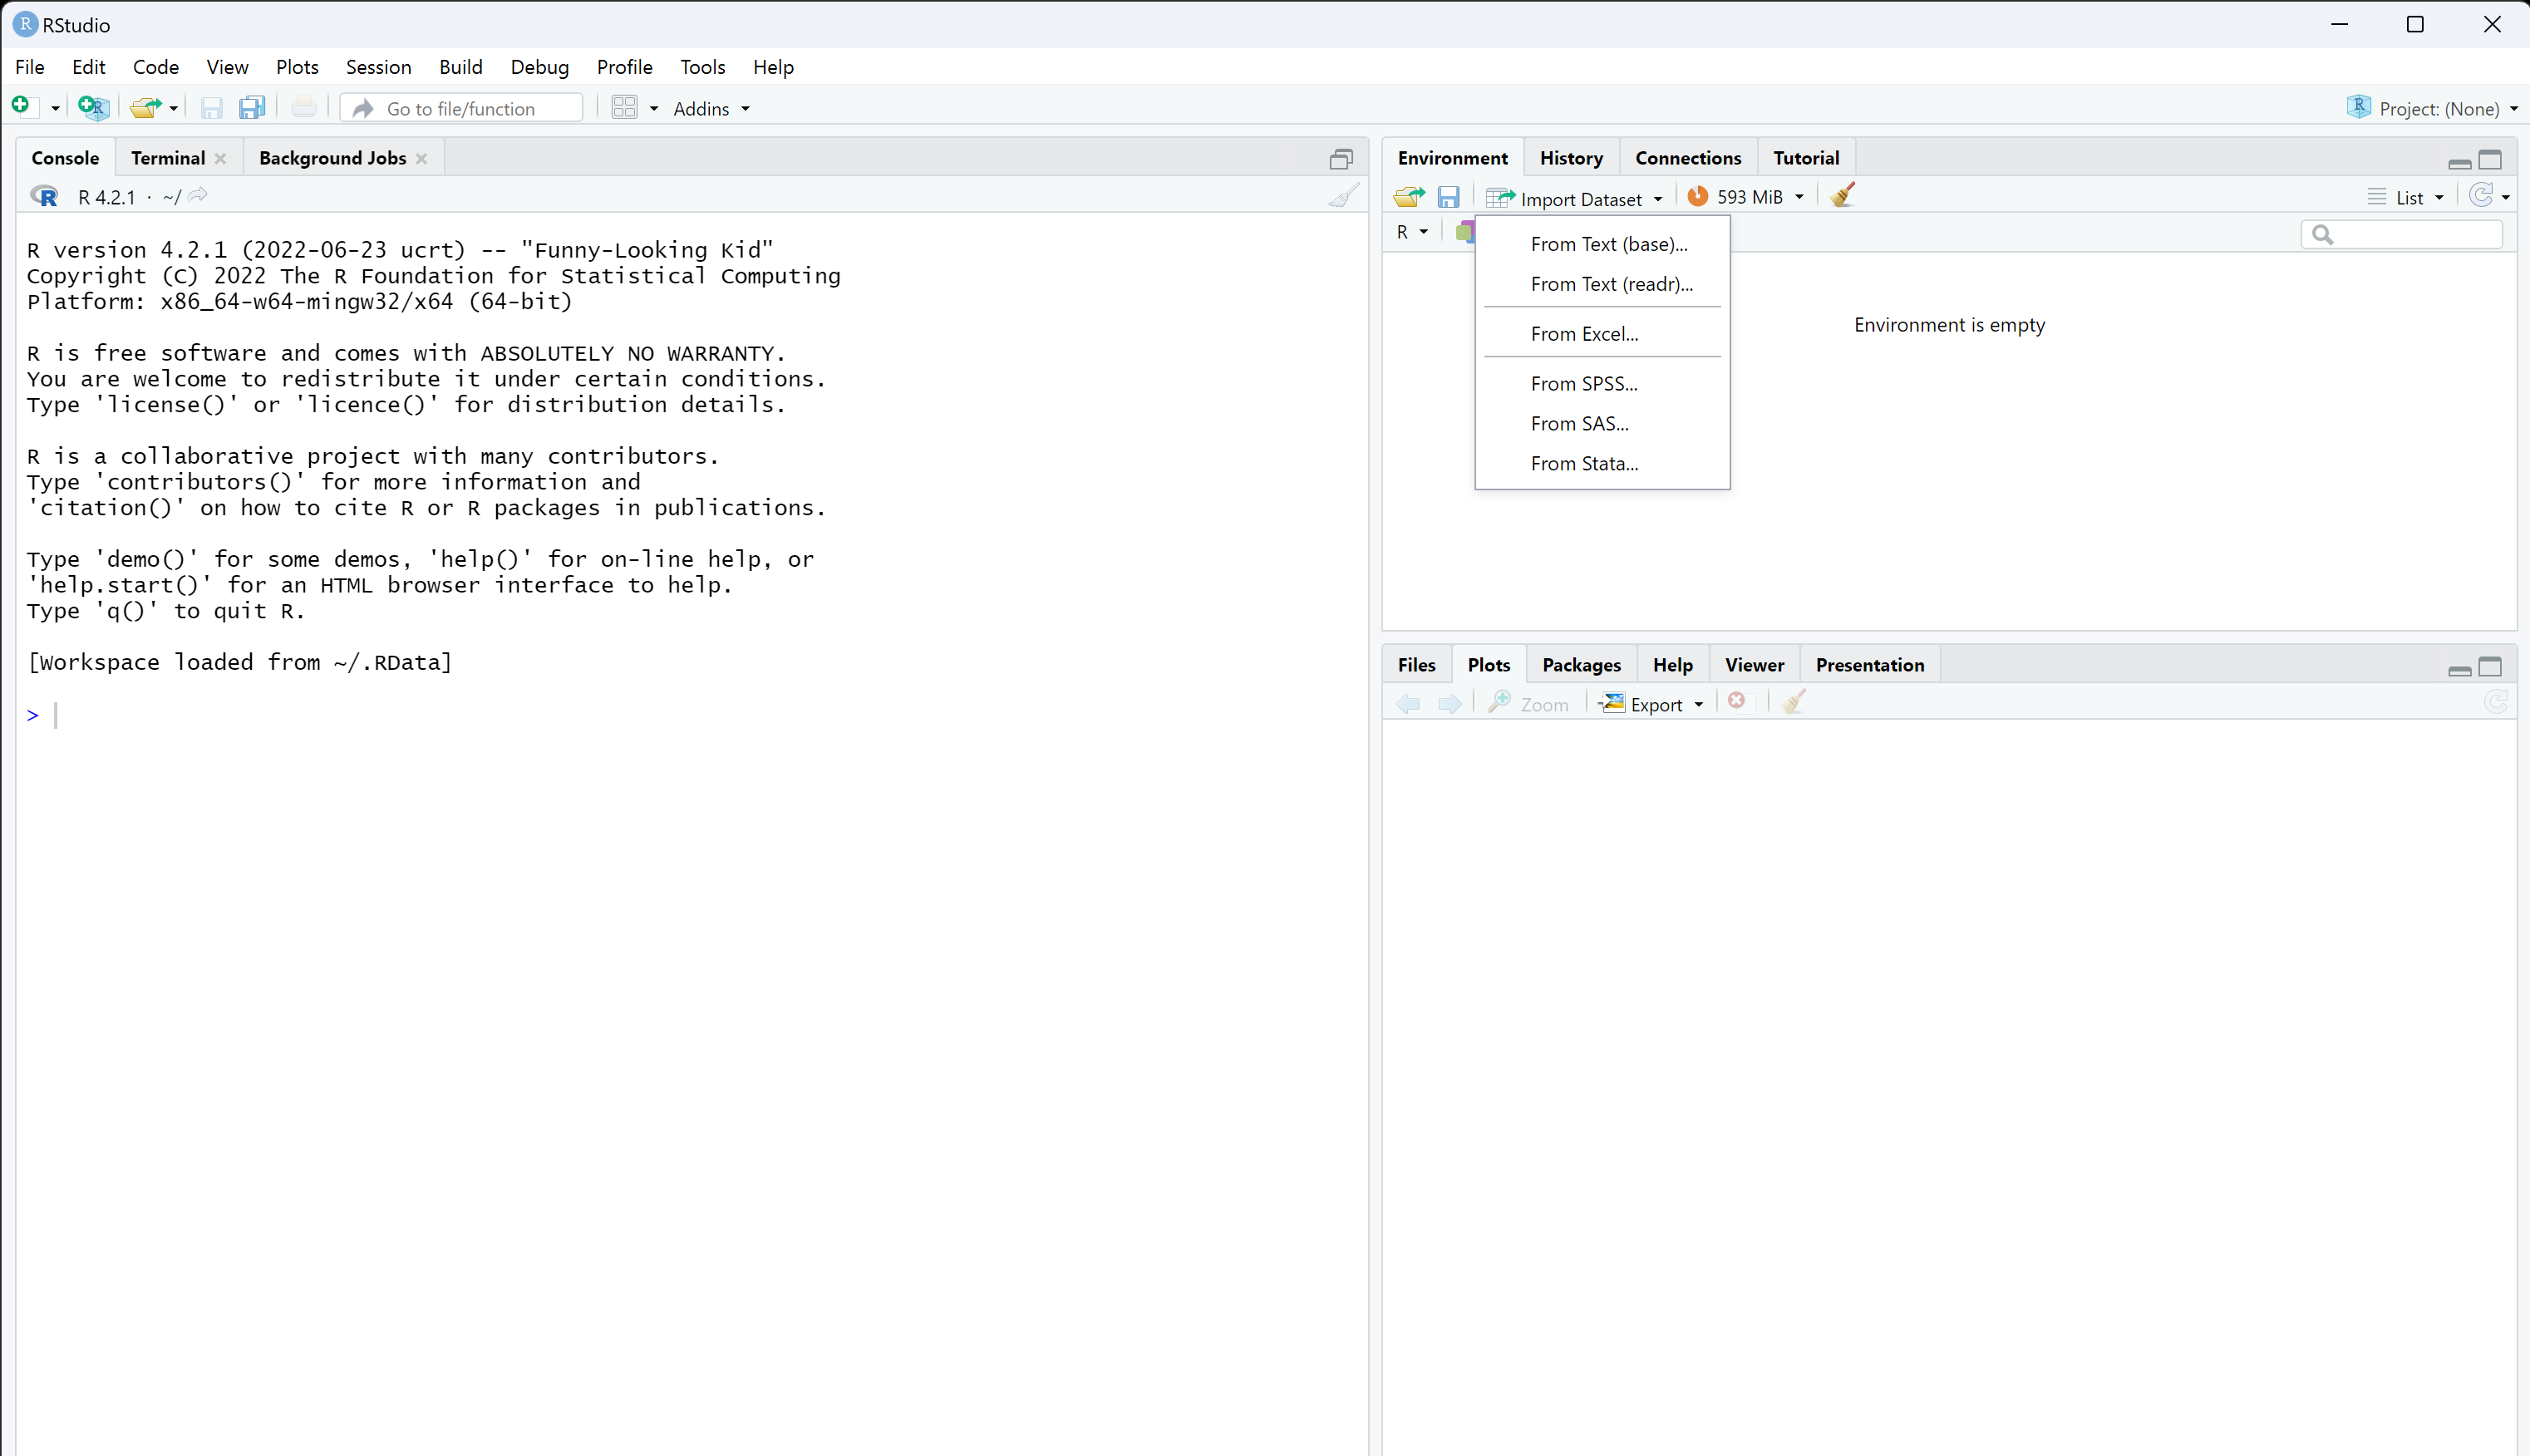 RStudio
File Edit Code View Plots Session Build Debug Profile Tools Help
Go to file/function Addins Project: (None)
Console Terminal Background Jobs
R 4.2.1 · ~/
R version 4.2.1 (2022-06-23 ucrt) -- "Funny-Looking Kid"
Copyright (C) 2022 The R Foundation for Statistical Computing
Platform: x86_64-w64-mingw32/x64 (64-bit)
R is free software and comes with ABSOLUTELY NO WARRANTY.
You are welcome to redistribute it under certain conditions.
Type 'license()' or 'licence()' for distribution details.
R is a collaborative project with many contributors.
Type 'contributors()' for more information and
'citation()' on how to cite R or R packages in publications.
Type 'demo()' for some demos, 'help()' for on-line help, or
'help.start()' for an HTML browser interface to help.
Type 'q()' to quit R.
[Workspace loaded from ~/.RData]
>
Environment History Connections Tutorial
Import Dataset 593 MiB List
R
From Text (base)...
From Text (readr)...
From Excel...
From SPSS...
From SAS...
From Stata...
Environment is empty
Files Plots Packages Help Viewer Presentation
Zoom Export